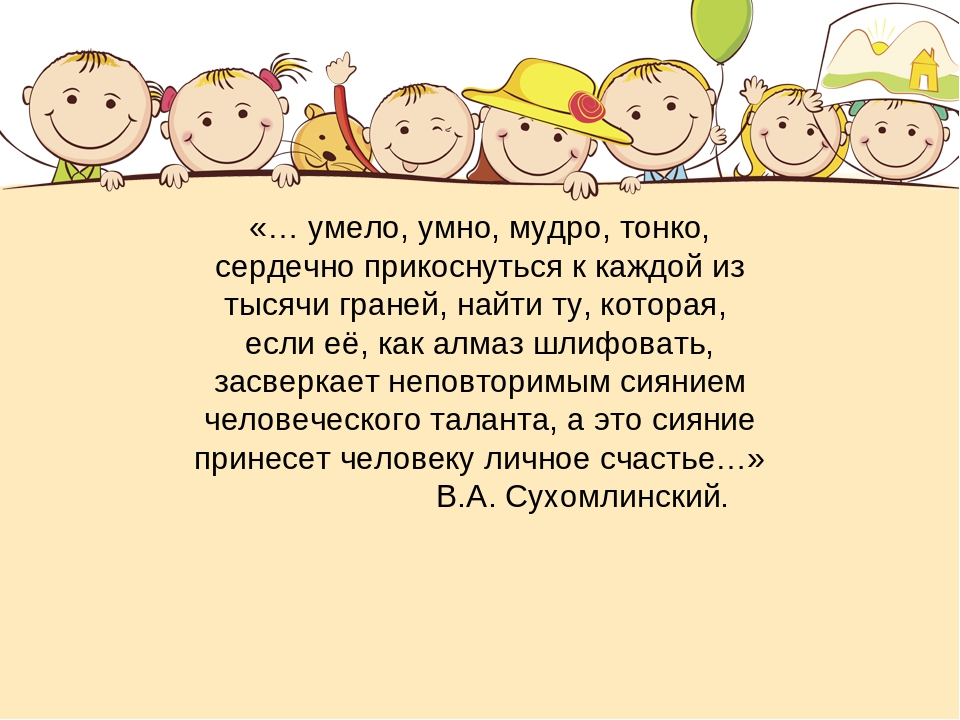 «… умело, умно, мудро, тонко,
сердечно прикоснуться к каждой из
тысячи граней, найти ту, которая,
если её, как алмаз шлифовать,
засверкает неповторимым сиянием
человеческого таланта, а это сияние
принесет человеку личное счастье…»
В.А. Сухомлинский.